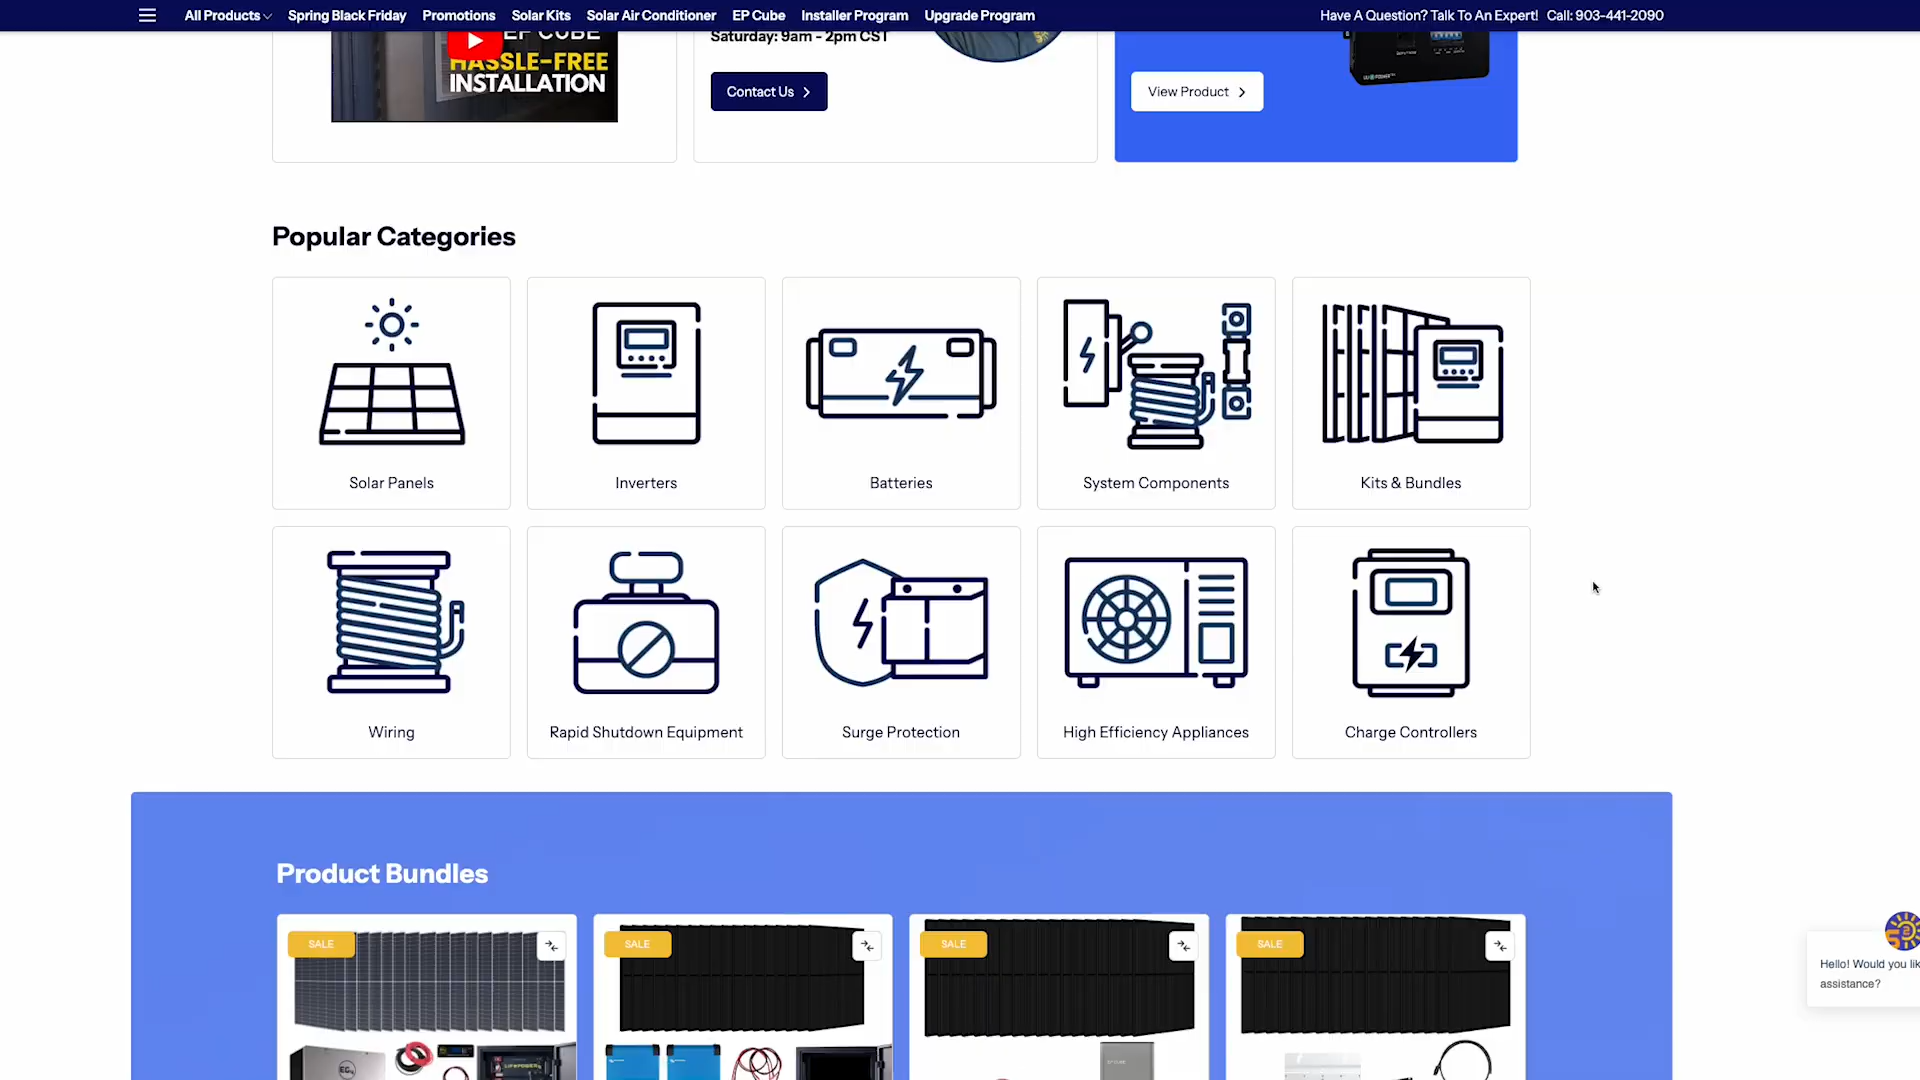 All Products Spring Black Friday Promotions Solar Kits Solar Air Conditioner EP Cube Installer Program Upgrade Program Have A Question? Talk To An Expert! Call: 903-441-2090
EP CUBE
HASSLE-FREE
INSTALLATION
Saturday: 9am - 2pm CST
Contact Us
View Product
Popular Categories
Solar Panels
Inverters
Batteries
System Components
Kits & Bundles
Wiring
Rapid Shutdown Equipment
Surge Protection
High Efficiency Appliances
Charge Controllers
Product Bundles
SALE
SALE
SALE
SALE
EG4
Hello! Would you lik
assistance?